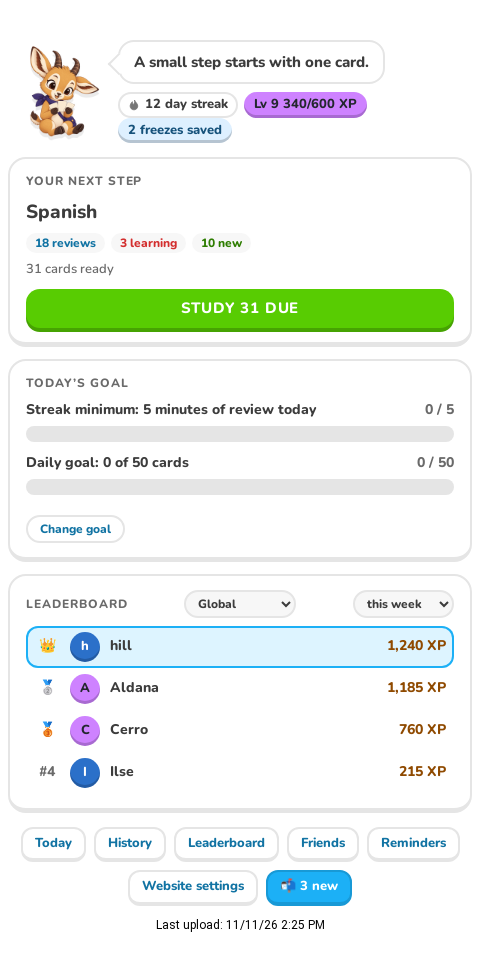 A small step starts with one card.
12 day streak
Lv 9 340/600 XP
2 freezes saved
YOUR NEXT STEP
Spanish
18 reviews 3 learning 10 new
31 cards ready
STUDY 31 DUE
TODAY'S GOAL
Streak minimum: 5 minutes of review today 0 / 5
Daily goal: 0 of 50 cards 0 / 50
Change goal
LEADERBOARD Global this week
h hill 1,240 XP
A Aldana 1,185 XP
C Cerro 760 XP
#4 I Ilse 215 XP
Today History Leaderboard Friends Reminders
Website settings 3 new
Last upload: 11/11/26 2:25 PM